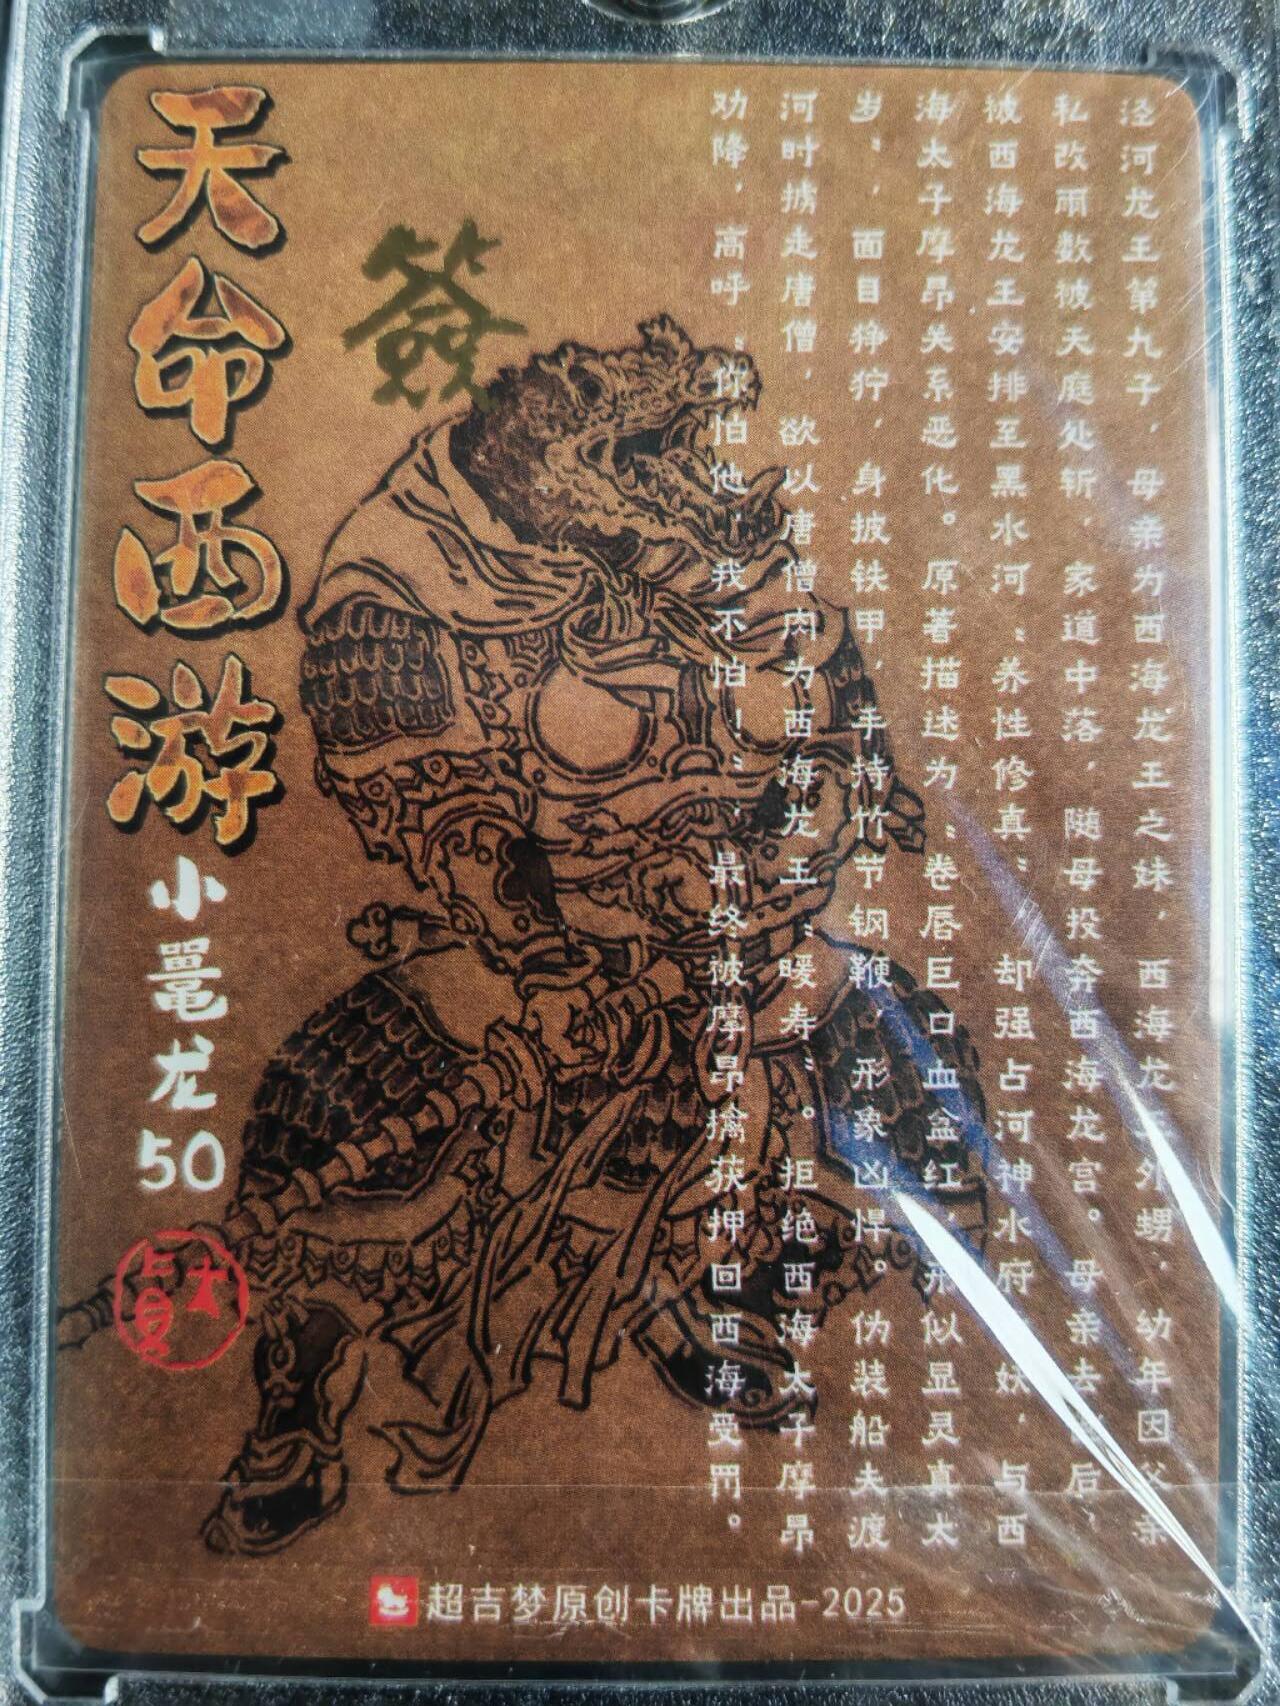 天命西游
小鼍龙50
簽
泾河龙王第九子，母亲为西海龙王之妹，西海龙王外甥，幼年因父亲
私改雨数被天庭处斩，家道中落，随母投奔西海龙宫。母亲去后，
被西海龙王安排至黑水河“养性修真”，却强占河神水府妖，与西
海太子摩昂关系恶化。原著描述为“卷唇巨口血盆红，形似显灵真太
岁”，面目狰狞，身披铁甲，手持竹节钢鞭，形象凶悍。伪装船夫渡
河时掳走唐僧，欲以唐僧肉为西海龙王“暖寿”。拒绝西海太子摩昂
劝降，高呼“你怕他，我不怕！”，最终被摩昂擒获押回西海受罚。
超吉梦原创卡牌出品-2025